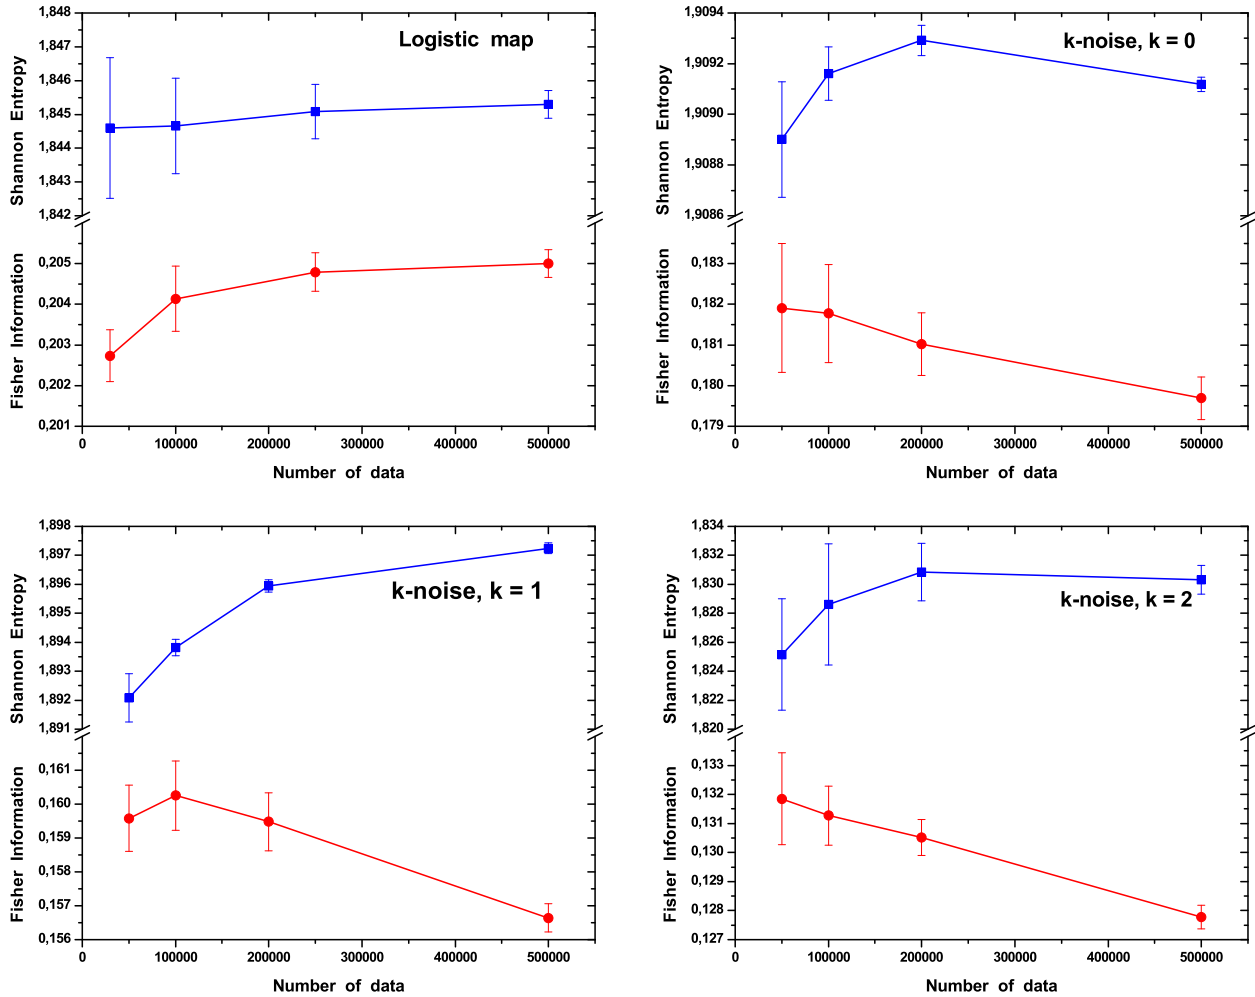 Logistic map
Shannon Entropy
1,848
1,847
1,846
1,845
1,844
1,843
1,842
Fisher Information
0,205
0,204
0,203
0,202
0,201
0 100000 200000 300000 400000 500000
Number of data
k-noise, k = 0
Shannon Entropy
1,9094
1,9092
1,9090
1,9088
1,9086
Fisher Information
0,183
0,182
0,181
0,180
0,179
0 100000 200000 300000 400000 500000
Number of data
k-noise, k = 1
Shannon Entropy
1,898
1,897
1,896
1,895
1,894
1,893
1,892
1,891
Fisher Information
0,161
0,160
0,159
0,158
0,157
0,156
0 100000 200000 300000 400000 500000
Number of data
k-noise, k = 2
Shannon Entropy
1,834
1,832
1,830
1,828
1,826
1,824
1,822
1,820
Fisher Information
0,133
0,132
0,131
0,130
0,129
0,128
0,127
0 100000 200000 300000 400000 500000
Number of data